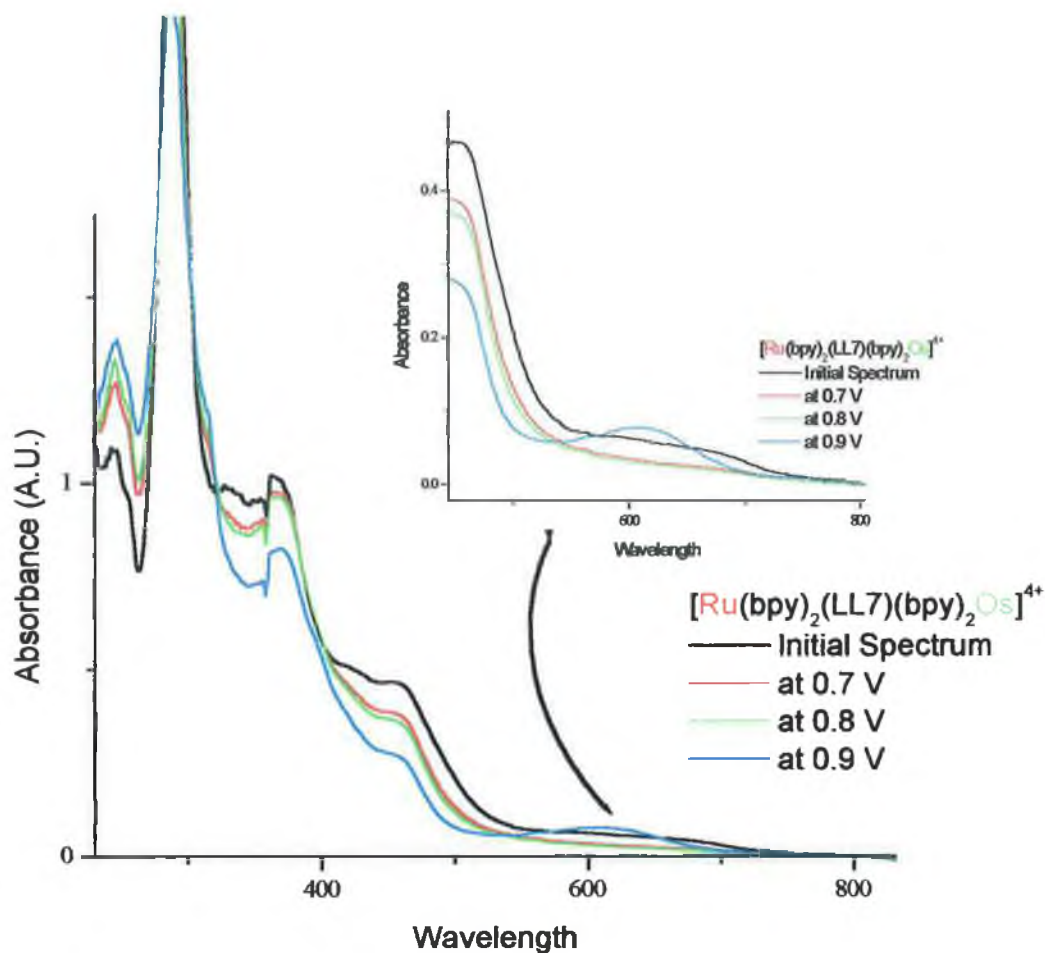 0.4
0.2
0.0
Absorbance
600
800
Wavelength
[Ru(bpy)₂(LL7)(bpy)₂Os]⁴⁺
Initial Spectrum
at 0.7 V
at 0.8 V
at 0.9 V
1
0
Absorbance (A.U.)
400
600
800
Wavelength
[Ru(bpy)₂(LL7)(bpy)₂Os]⁴⁺
Initial Spectrum
at 0.7 V
at 0.8 V
at 0.9 V